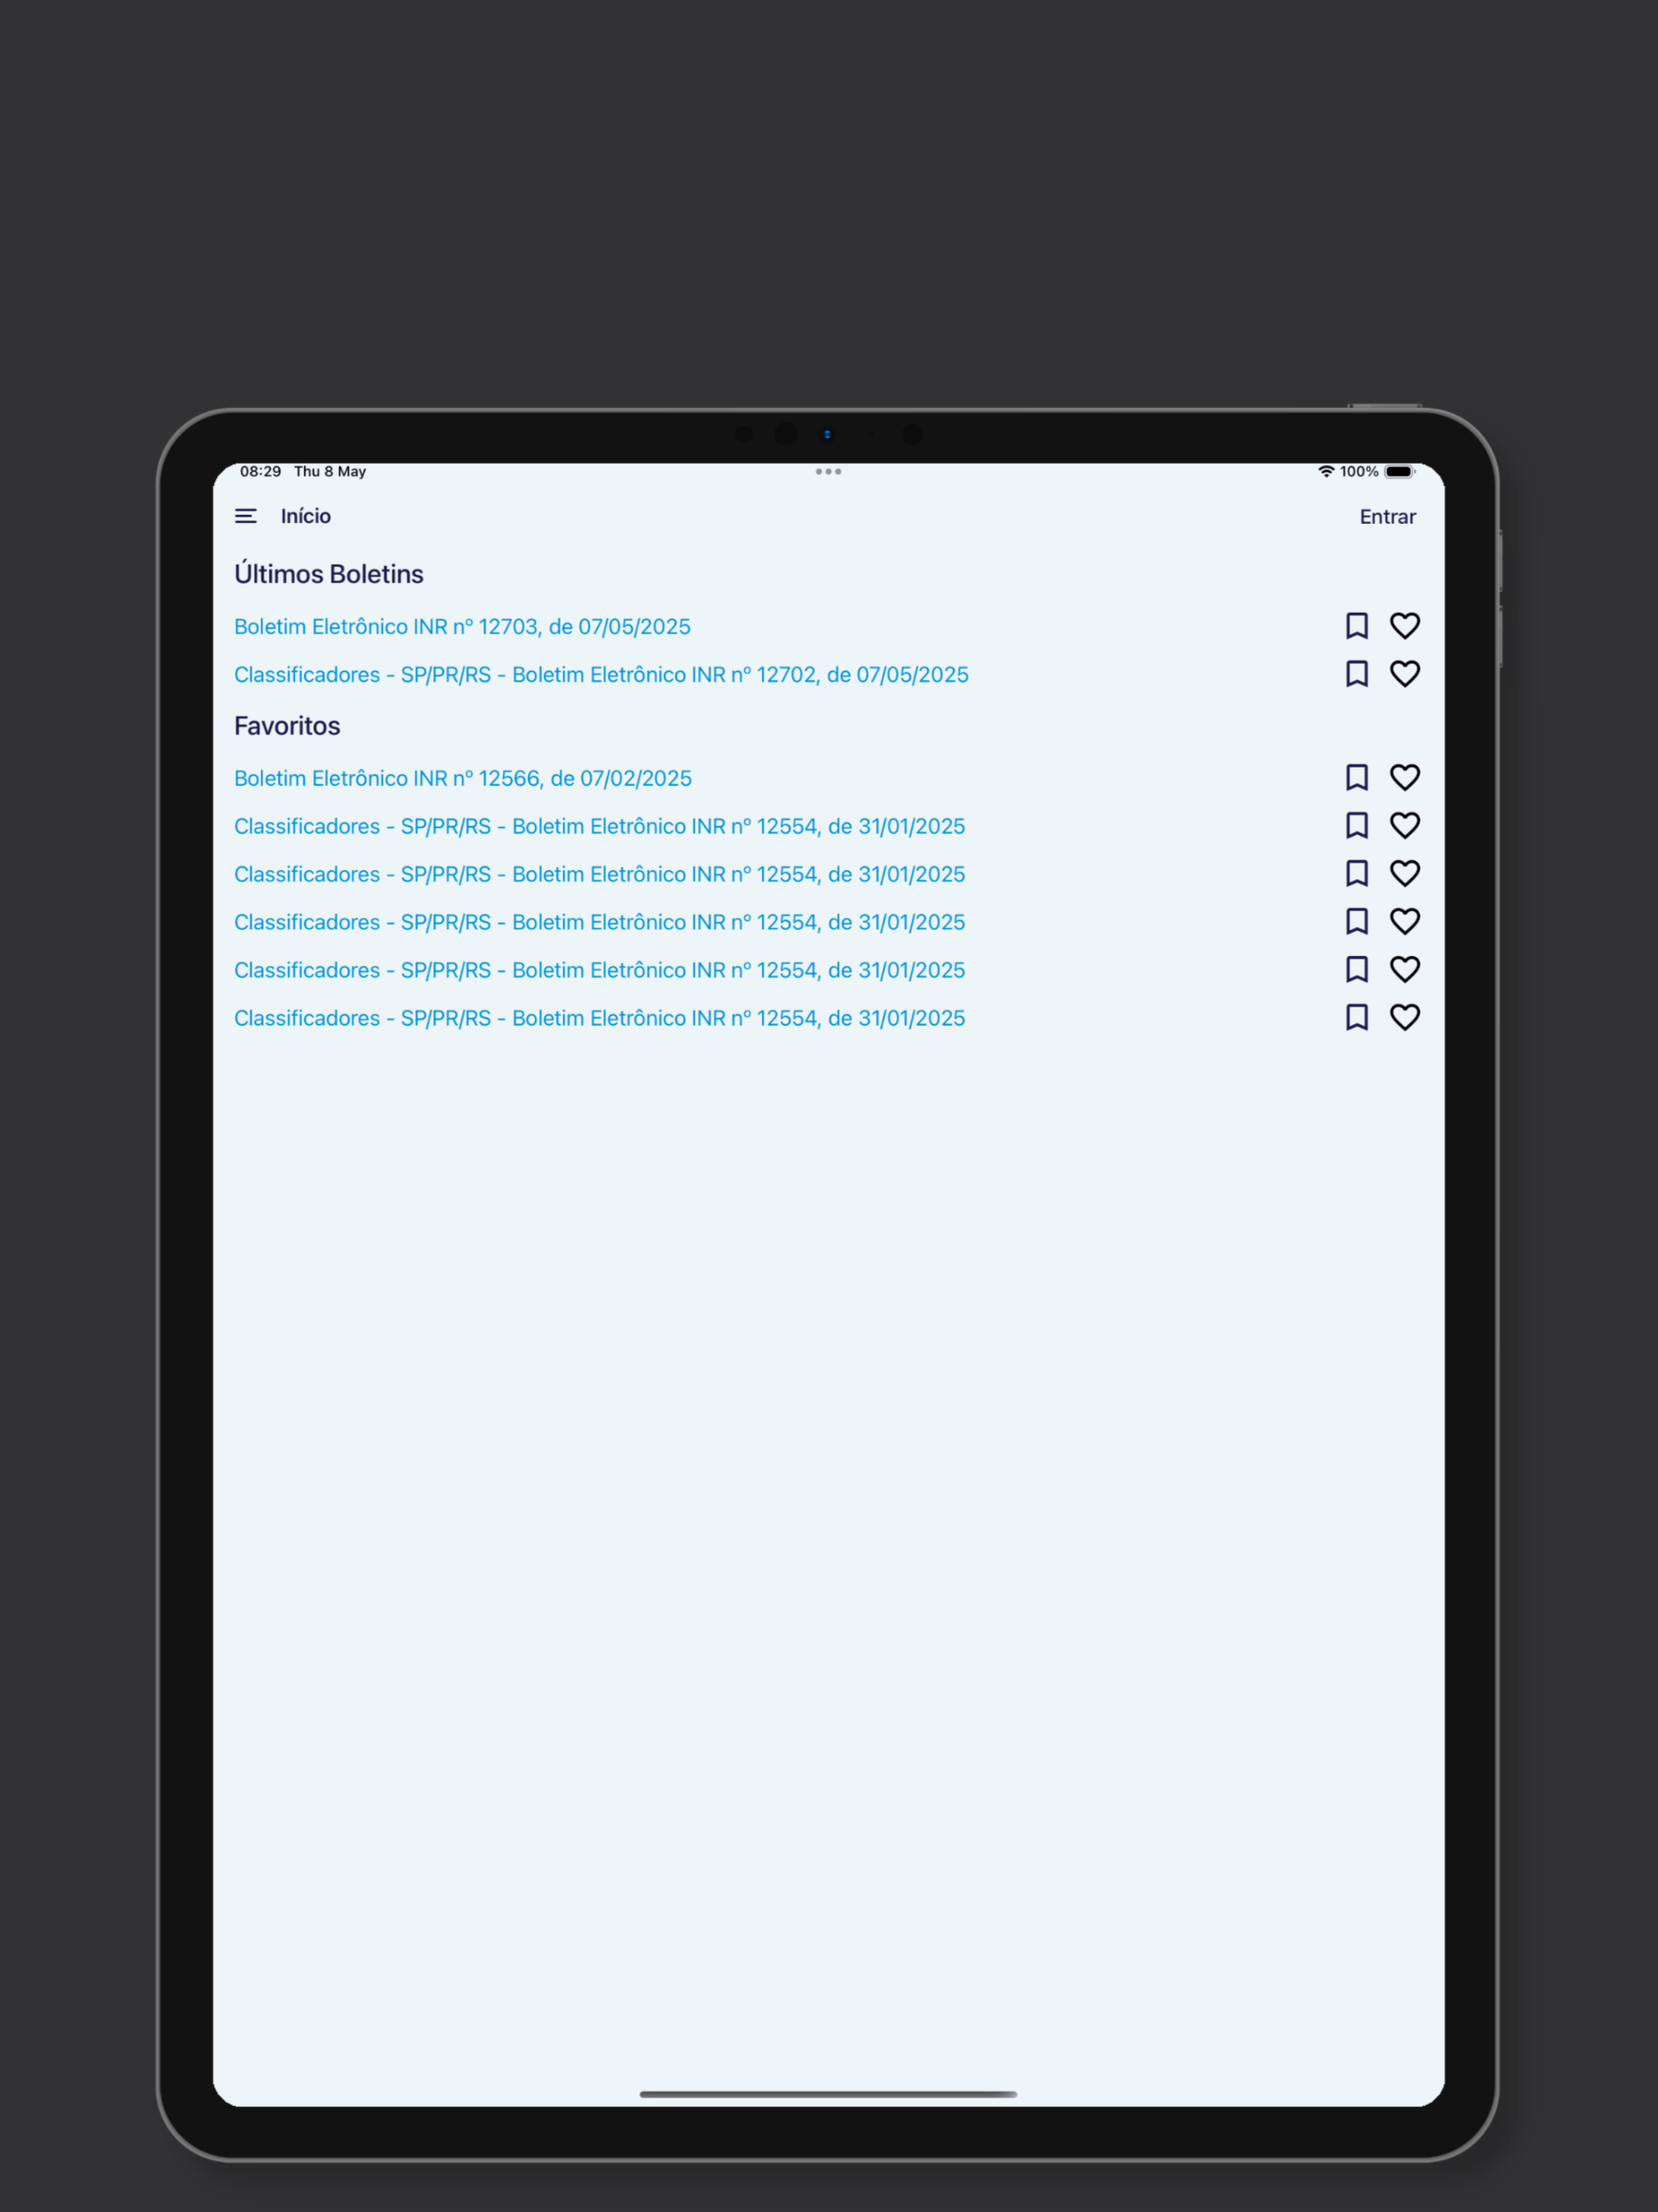 08:29 Thu 8 May 100%
Início Entrar
Últimos Boletins
Boletim Eletrônico INR nº 12703, de 07/05/2025
Classificadores - SP/PR/RS - Boletim Eletrônico INR nº 12702, de 07/05/2025
Favoritos
Boletim Eletrônico INR nº 12566, de 07/02/2025
Classificadores - SP/PR/RS - Boletim Eletrônico INR nº 12554, de 31/01/2025
Classificadores - SP/PR/RS - Boletim Eletrônico INR nº 12554, de 31/01/2025
Classificadores - SP/PR/RS - Boletim Eletrônico INR nº 12554, de 31/01/2025
Classificadores - SP/PR/RS - Boletim Eletrônico INR nº 12554, de 31/01/2025
Classificadores - SP/PR/RS - Boletim Eletrônico INR nº 12554, de 31/01/2025